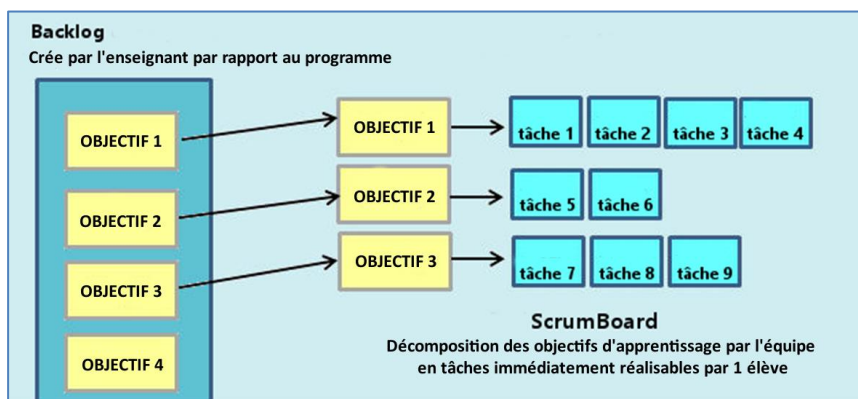 Backlog
Crée par l'enseignant par rapport au programme
OBJECTIF 1
OBJECTIF 2
OBJECTIF 3
OBJECTIF 4
OBJECTIF 1
tâche 1 tâche 2 tâche 3 tâche 4
OBJECTIF 2
tâche 5 tâche 6
OBJECTIF 3
tâche 7 tâche 8 tâche 9
ScrumBoard
Décomposition des objectifs d'apprentissage par l'équipe
en tâches immédiatement réalisables par 1 élève